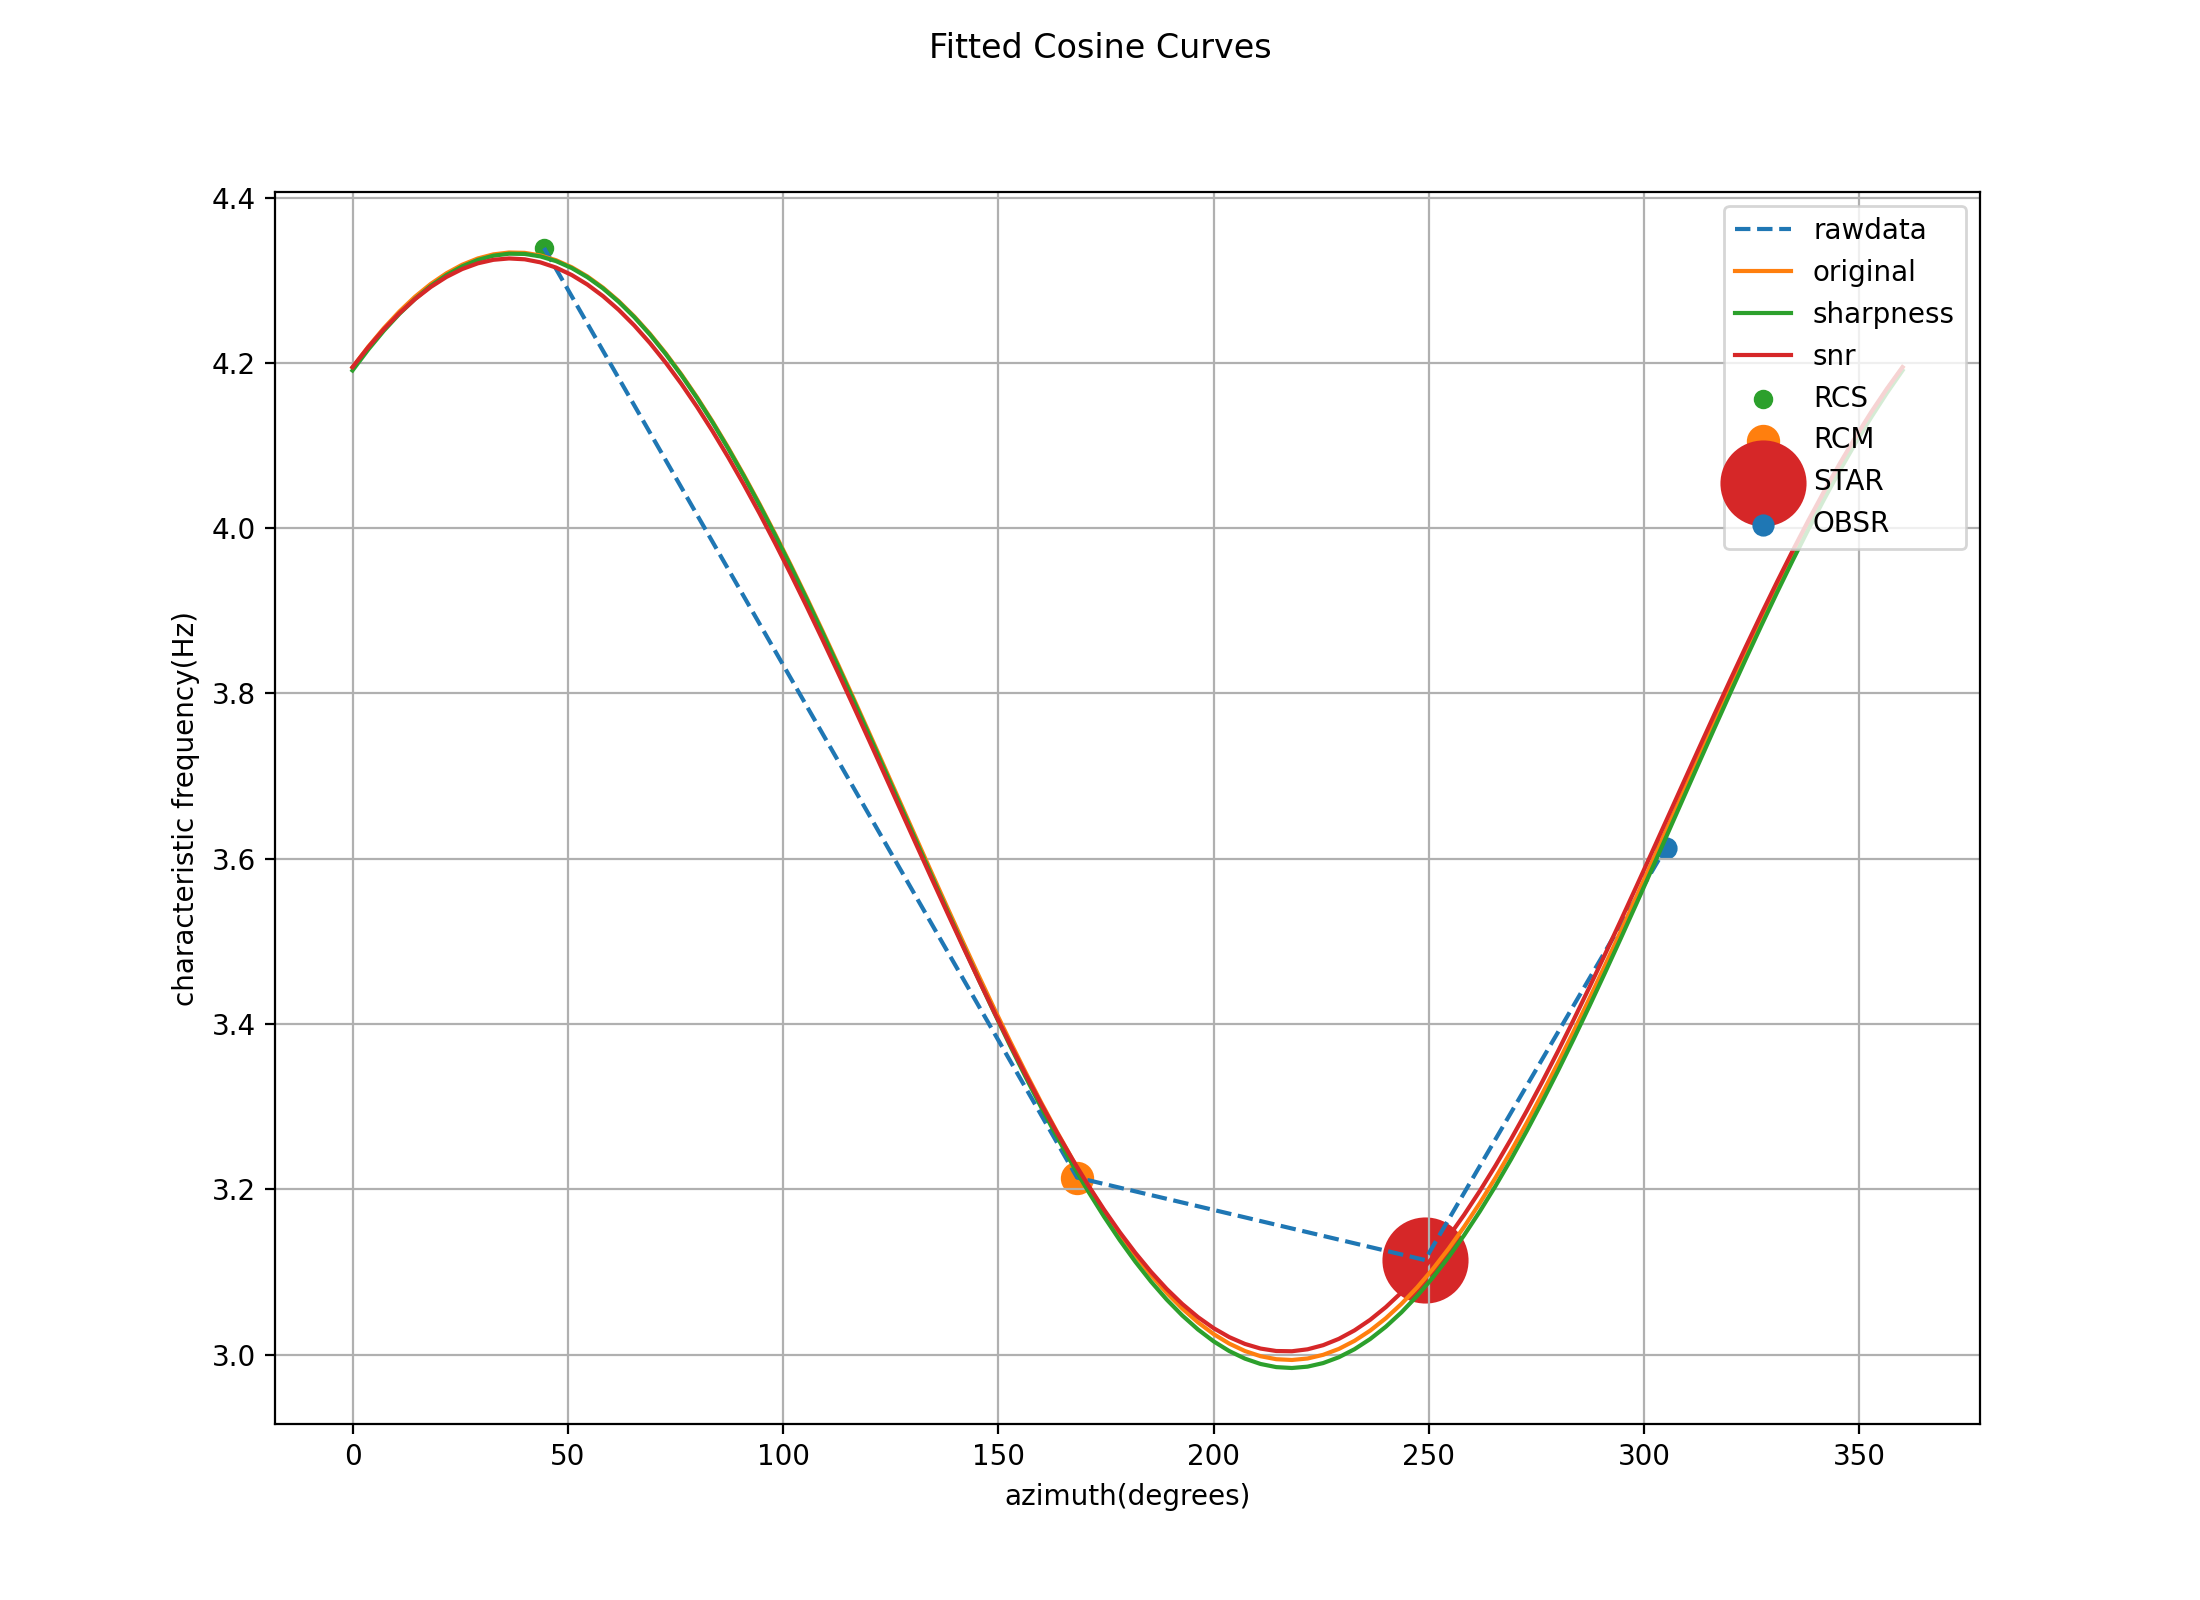 Fitted Cosine Curves
4.4
4.2
4.0
3.8
3.6
3.4
3.2
3.0
characteristic frequency(Hz)
rawdata
original
sharpness
snr
RCS
RCM
STAR
OBSR
0 50 100 150 200 250 300 350
azimuth(degrees)